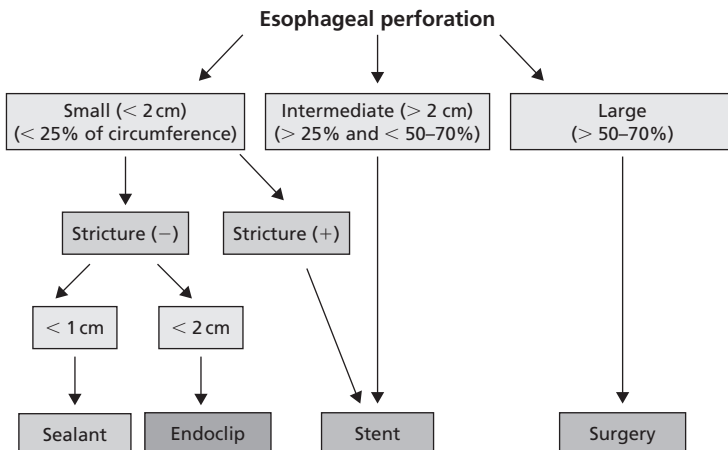 Esophageal perforation
Small (< 2 cm)
(< 25% of circumference)
Intermediate (> 2 cm)
(> 25% and < 50–70%)
Large
(> 50–70%)
Stricture (−)
Stricture (+)
< 1 cm
< 2 cm
Sealant
Endoclip
Stent
Surgery